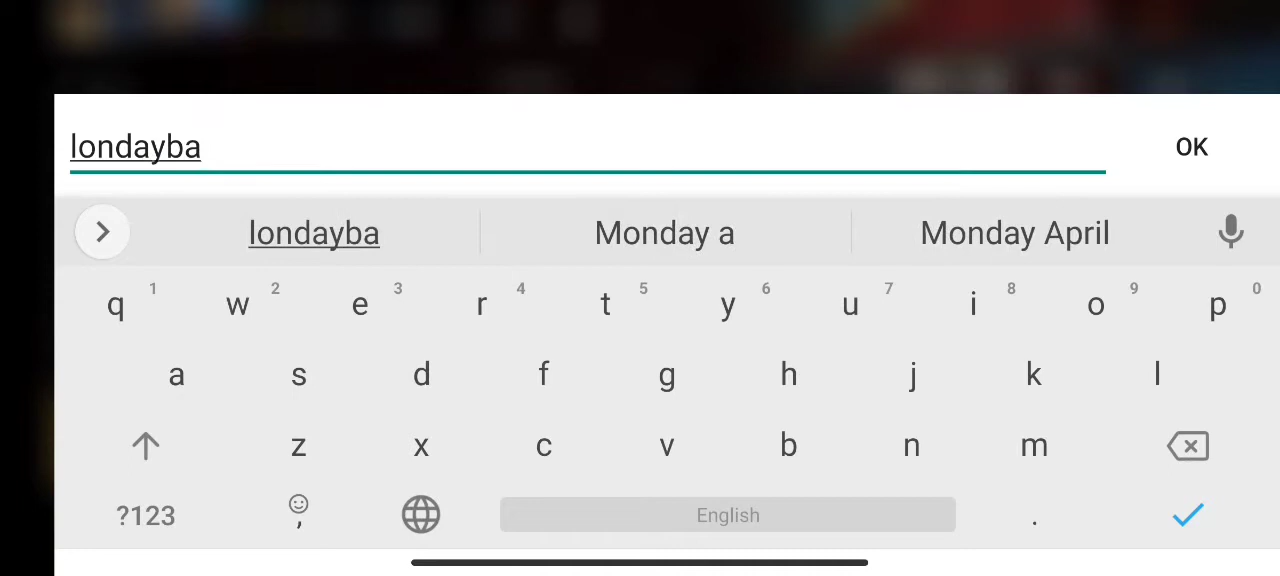 londayba
OK
londayba Monday a Monday April
q 1 w 2 e 3 r 4 t 5 y 6 u 7 i 8 o 9 p 0
a s d f g h j k l
z x c v b n m
?123 , English .